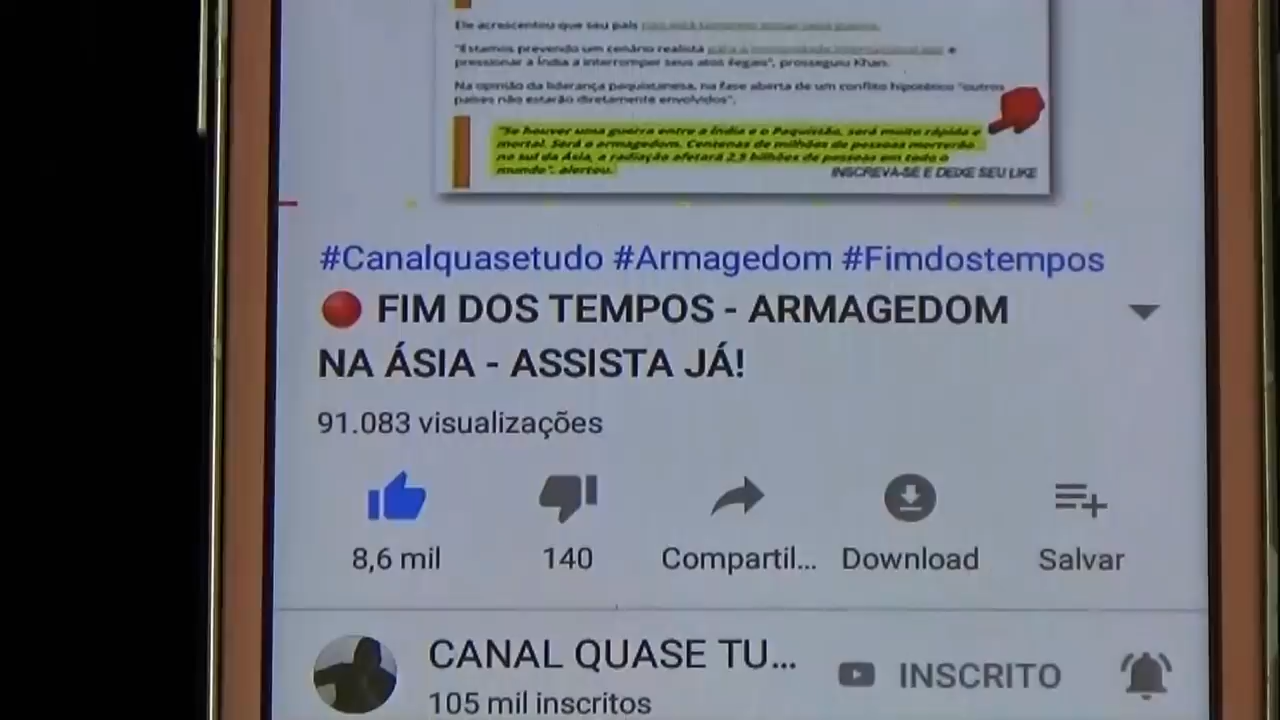 Ele acrescentou que seu país
"Estamos prevendo um cenário realista e
pressionar a Índia a interromper seus atos ilegais", prosseguiu Khan.
Na opinião da liderança paquistanesa, na fase aberta de um conflito hipotético "outros
países não estarão diretamente envolvidos".
"Se houver uma guerra entre a Índia e o Paquistão, será muito rápida e
mortal. Será o armagedom. Centenas de milhões de pessoas morrerão
no sul da Ásia, a radiação afetará 2,5 bilhões de pessoas em todo o
mundo", alertou.
INSCREVA-SE E DEIXE SEU LIKE
#Canalquasetudo #Armagedom #Fimdostempos
FIM DOS TEMPOS - ARMAGEDOM
NA ÁSIA - ASSISTA JÁ!
91.083 visualizações
8,6 mil 140 Compartil... Download Salvar
CANAL QUASE TU... INSCRITO
105 mil inscritos